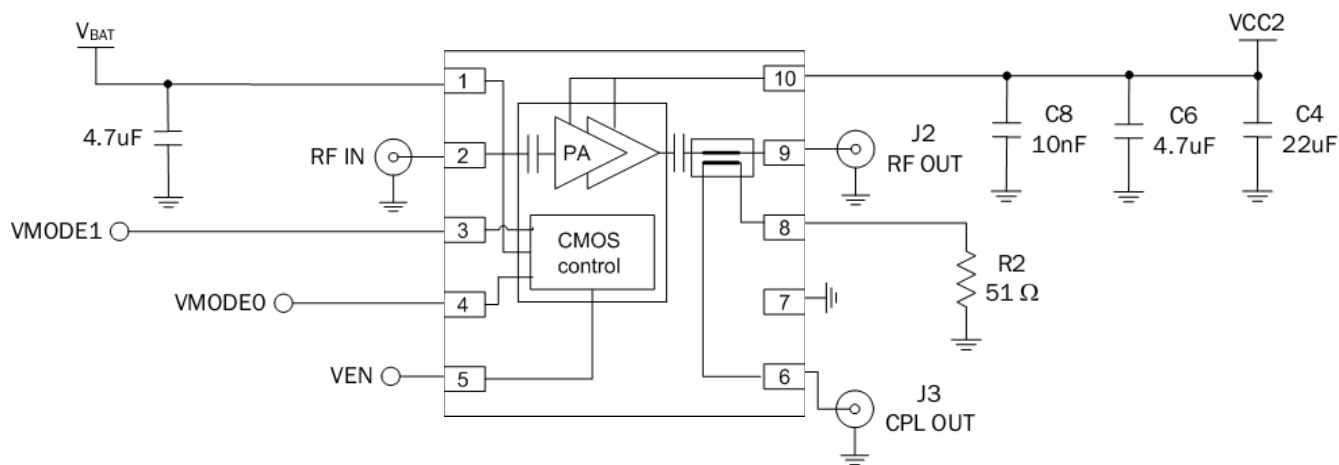 VBAT
4.7uF
RF IN
VMODE1
VMODE0
VEN
1
2
3
4
5
PA
CMOS
control
10
9
8
7
6
J2
RF OUT
J3
CPL OUT
R2
51 Ω
VCC2
C8
10nF
C6
4.7uF
C4
22uF